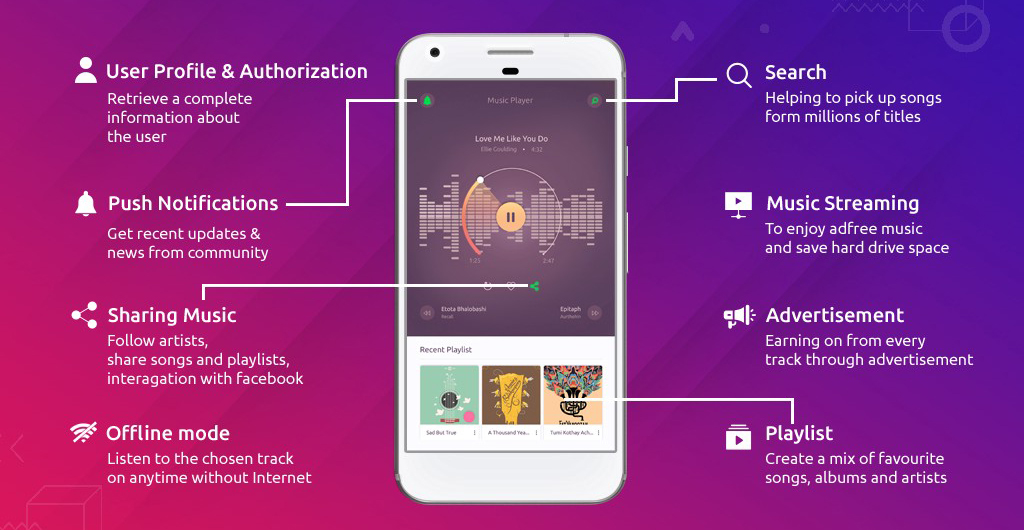 User Profile & Authorization
Retrieve a complete
information about
the user
Push Notifications
Get recent updates &
news from community
Sharing Music
Follow artists,
share songs and playlists,
interagation with facebook
Offline mode
Listen to the chosen track
on anytime without Internet
Music Player
Love Me Like You Do
Ellie Goulding • 4:32
1:23 2:47
Etota Bhalobashi Epitaph
Recall Aurthohin
Recent Playlist
Sad But True A Thousand Yea... Tumi Kothay Ach...
Search
Helping to pick up songs
form millions of titles
Music Streaming
To enjoy adfree music
and save hard drive space
Advertisement
Earning on from every
track through advertisement
Playlist
Create a mix of favourite
songs, albums and artists